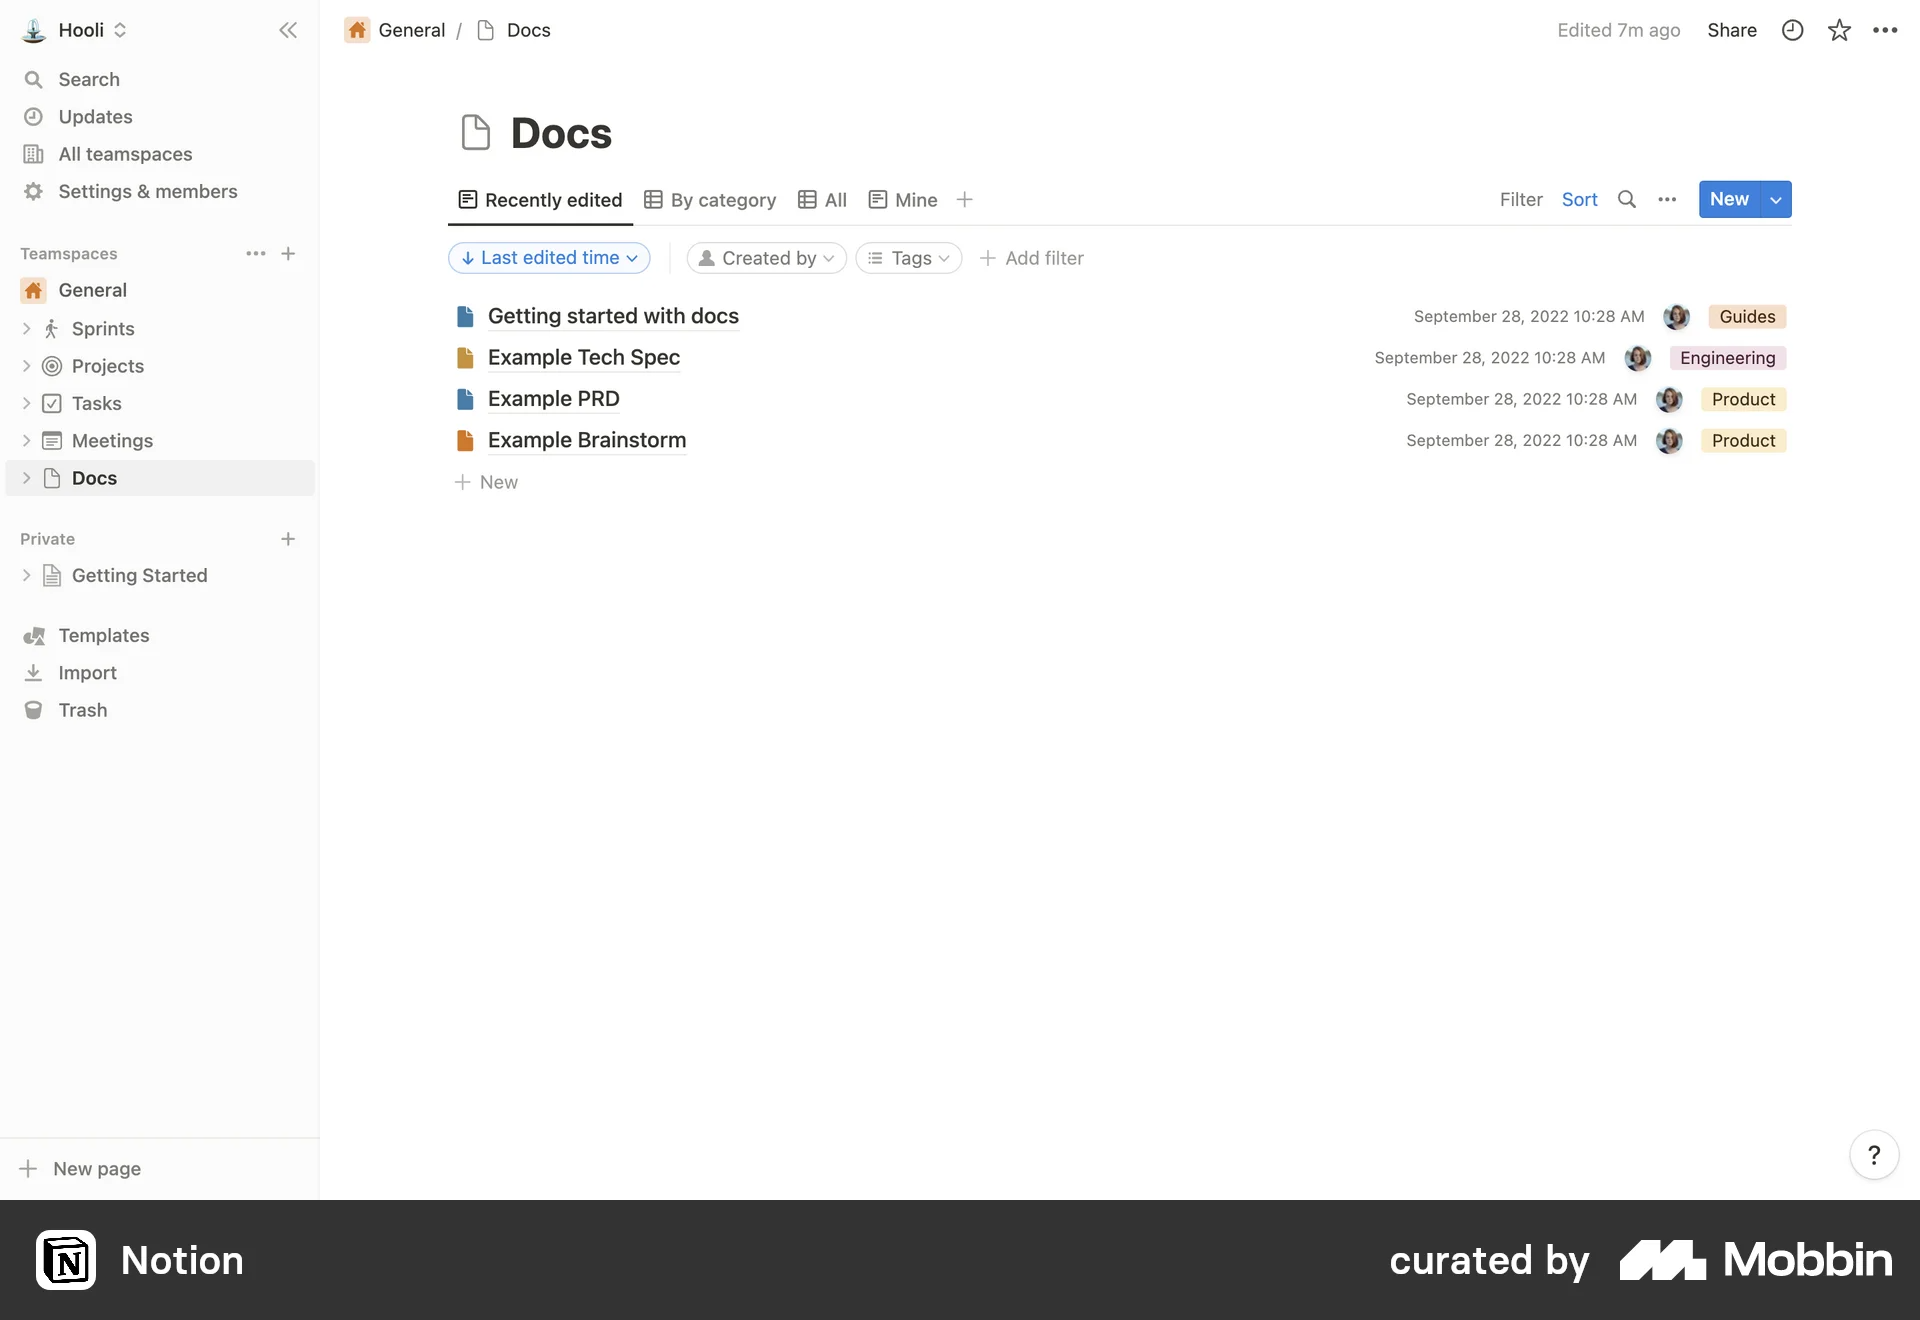 Hooli
Search
Updates
All teamspaces
Settings & members
Teamspaces
General
Sprints
Projects
Tasks
Meetings
Docs
Private
Getting Started
Templates
Import
Trash
New page
General / Docs
Edited 7m ago Share
Docs
Recently edited By category All Mine
Filter Sort New
Last edited time Created by Tags Add filter
Getting started with docs September 28, 2022 10:28 AM Guides
Example Tech Spec September 28, 2022 10:28 AM Engineering
Example PRD September 28, 2022 10:28 AM Product
Example Brainstorm September 28, 2022 10:28 AM Product
New
?
Notion
curated by Mobbin